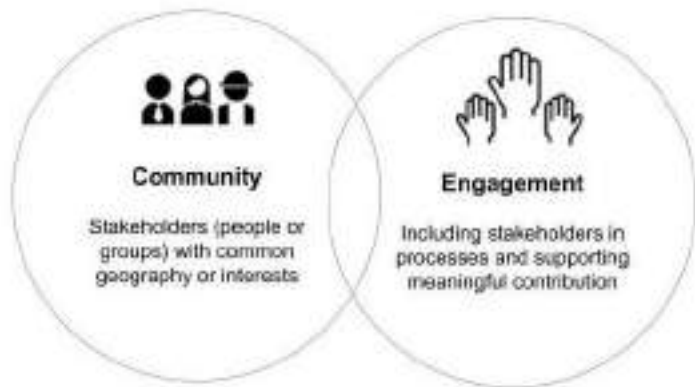 Community
Stakeholders (people or
groups) with common
geography or interests
Engagement
Including stakeholders in
processes and supporting
meaningful contribution